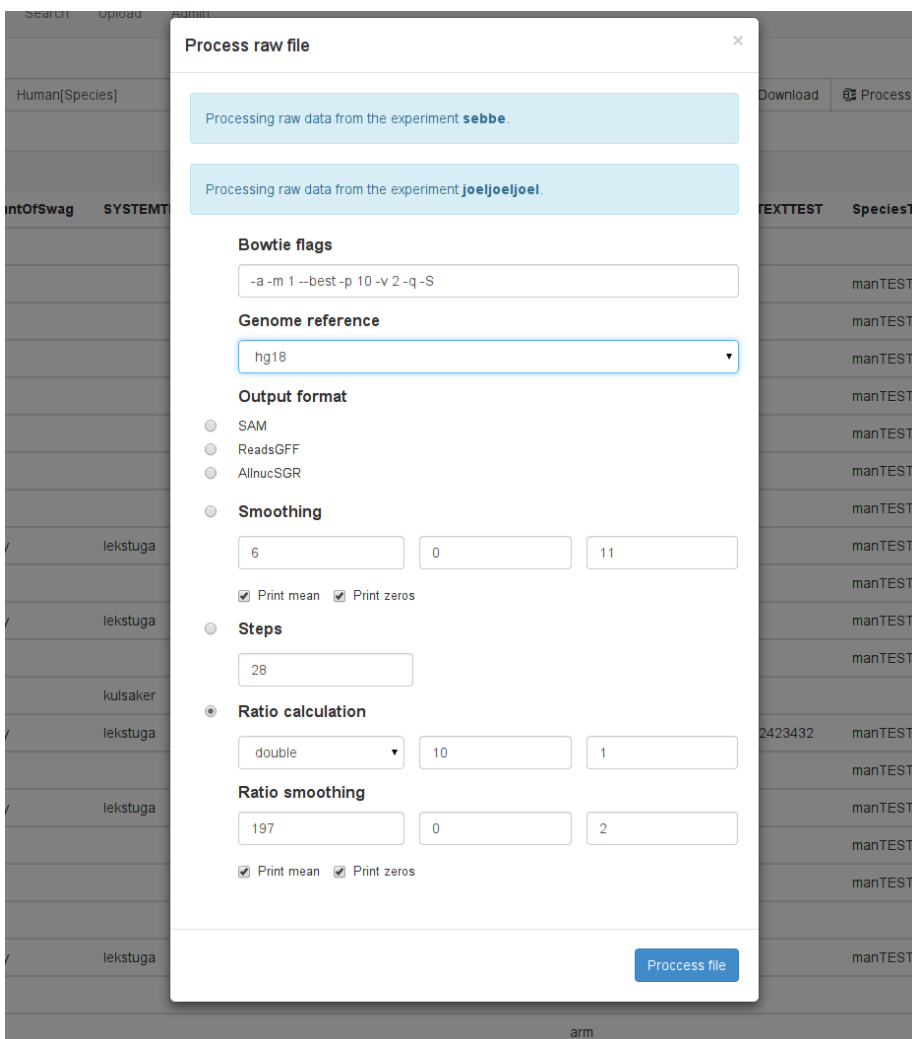 Search Upload Admin
Process raw file ×
Human[Species] Download Process
Processing raw data from the experiment sebbe.
Processing raw data from the experiment joeljoeljoel.
ntOfSwag SYSTEMT TEXTTEST SpeciesT
Bowtie flags
-a -m 1 --best -p 10 -v 2 -q -S
manTEST
Genome reference
manTEST
hg18
manTEST
Output format
manTEST
SAM
manTEST
ReadsGFF
AllnucSGR
manTEST
Smoothing
manTEST
y lekstuga 6 0 11 manTEST
manTEST
Print mean Print zeros
y lekstuga manTEST
Steps
manTEST
28
kulsaker
Ratio calculation
y lekstuga 2423432 manTEST
double 10 1
manTEST
Ratio smoothing
y lekstuga manTEST
197 0 2
manTEST
Print mean Print zeros
manTEST
y lekstuga manTEST
Proccess file
arm